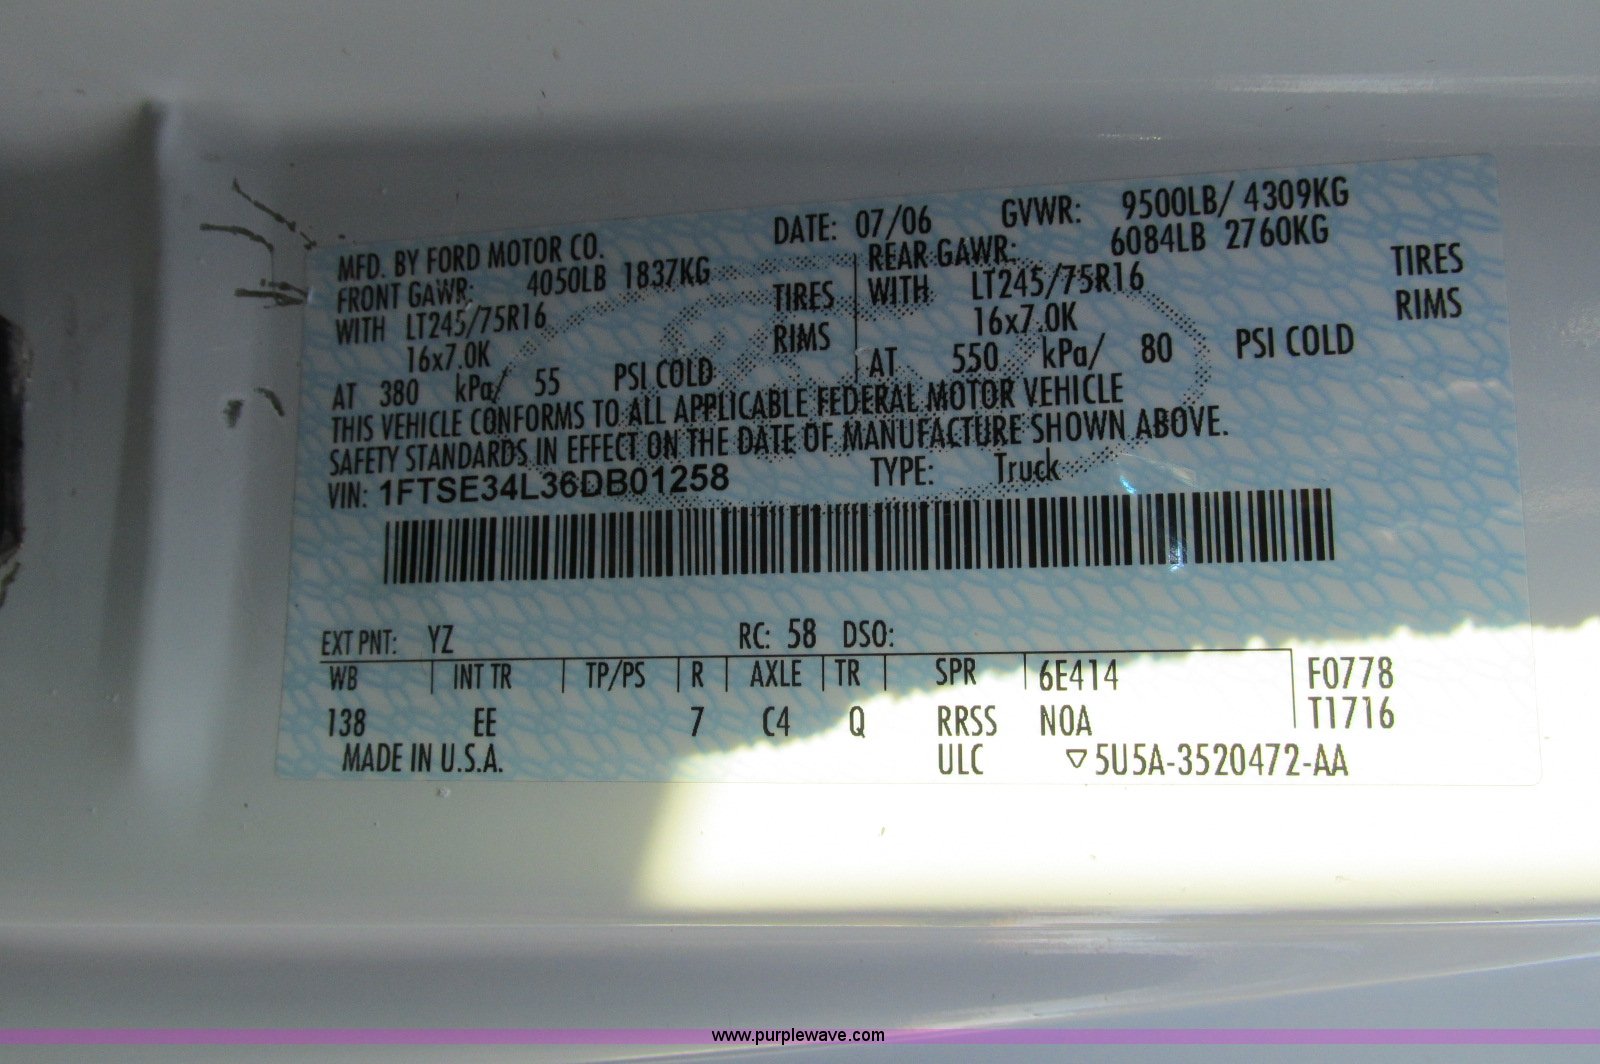 MFD. BY FORD MOTOR CO. DATE: 07/06 GVWR: 9500LB/ 4309KG
FRONT GAWR: 4050LB 1837KG REAR GAWR: 6084LB 2760KG
WITH LT245/75R16 TIRES WITH LT245/75R16 TIRES
16x7.0K RIMS 16x7.0K RIMS
AT 380 kPa/ 55 PSI COLD AT 550 kPa/ 80 PSI COLD
THIS VEHICLE CONFORMS TO ALL APPLICABLE FEDERAL MOTOR VEHICLE
SAFETY STANDARDS IN EFFECT ON THE DATE OF MANUFACTURE SHOWN ABOVE.
VIN: 1FTSE34L36DB01258 TYPE: Truck
EXT PNT: YZ RC: 58 DSO:
WB INT TR TP/PS R AXLE TR SPR 6E414 F0778
138 EE 7 C4 Q RRSS NOA T1716
MADE IN U.S.A. ULC ▽5U5A-3520472-AA
www.purplewave.com